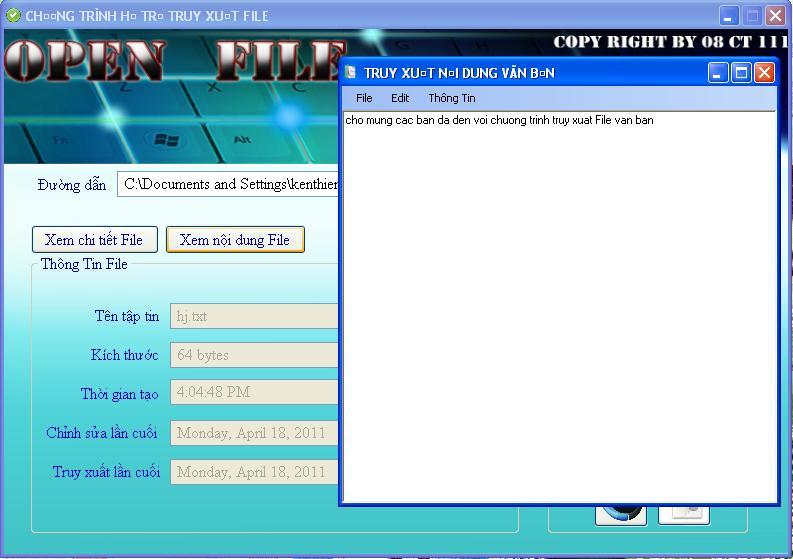 CH▫▫NG TRÌNH H▫ TR▫ TRUY XU▫T FILE
OPEN FILE
COPY RIGHT BY 08 CT 111
TRUY XU▫T N▫I DUNG VĂN B▫N
File Edit Thông Tin
cho mung cac ban da den voi chuong trinh truy xuat File van ban
Fn
Alt
Z X C
Đường dẫn C:\Documents and Settings\kenthien
Xem chi tiết File Xem nội dung File
Thông Tin File
Tên tập tin hj.txt
Kích thước 64 bytes
Thời gian tạo 4:04:48 PM
Chỉnh sửa lần cuối Monday, April 18, 2011
Truy xuất lần cuối Monday, April 18, 2011